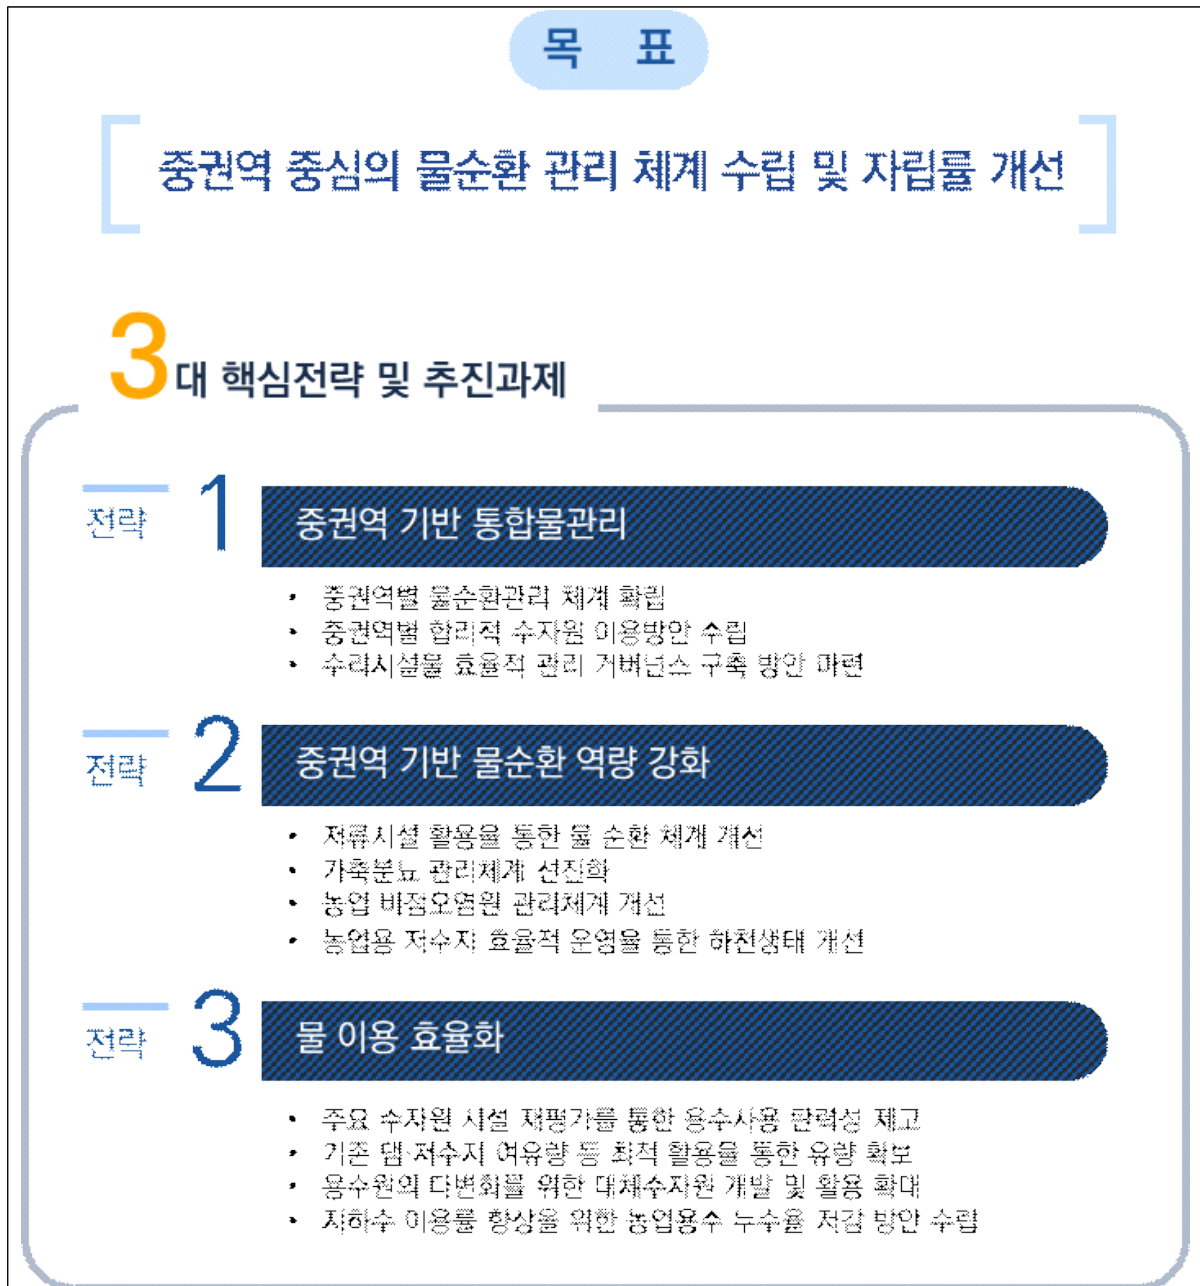 목 표
중권역 중심의 물순환 관리 체계 수립 및 자립률 개선
3대 핵심전략 및 추진과제
전략 1 중권역 기반 통합물관리
• 중권역별 물순환관리 체계 확립
• 중권역별 합리적 수자원 이용방안 수립
• 수리시설물 효율적 관리 거버넌스 구축 방안 마련
전략 2 중권역 기반 물순환 역량 강화
• 저류시설 활용을 통한 물 순환 체계 개선
• 가축분뇨 관리체계 선진화
• 농업 비점오염원 관리체계 개선
• 농업용 저수지 효율적 운영을 통한 하천생태 개선
전략 3 물 이용 효율화
• 주요 수자원 시설 재평가를 통한 용수사용 탄력성 제고
• 기존 댐·저수지 여유량 등 최적 활용을 통한 유량 확보
• 용수원의 다변화를 위한 대체수자원 개발 및 활용 확대
• 지하수 이용률 향상을 위한 농업용수 누수율 저감 방안 수립